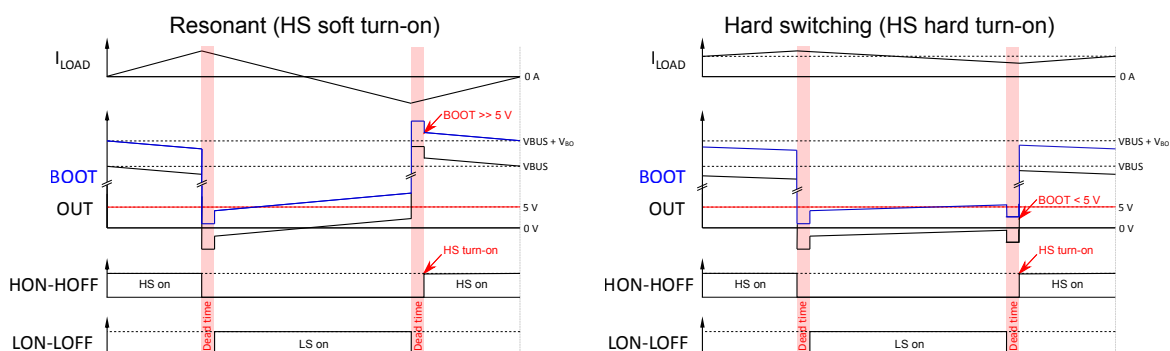 Resonant (HS soft turn-on)
ILOAD
0 A
BOOT >> 5 V
VBUS + VBO
VBUS
BOOT
OUT
5 V
0 V
HS turn-on
HON-HOFF
HS on
HS on
Dead time
Dead time
LON-LOFF
LS on
Hard switching (HS hard turn-on)
ILOAD
0 A
VBUS + VBO
VBUS
BOOT
BOOT < 5 V
OUT
5 V
0 V
HS turn-on
HON-HOFF
HS on
HS on
Dead time
Dead time
LON-LOFF
LS on